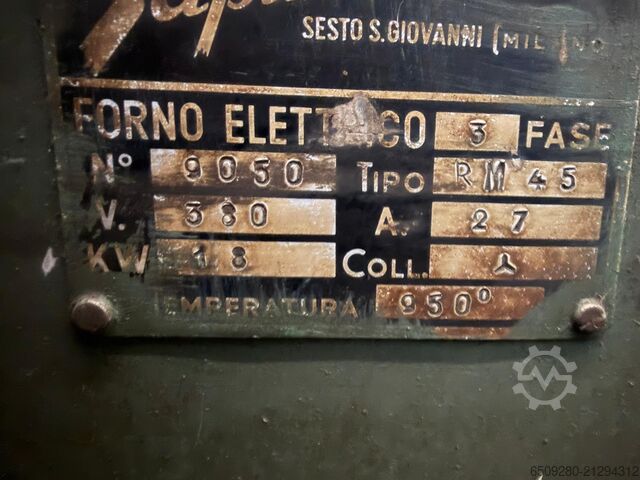 SESTO S. GIOVANNI (MILANO
FORNO ELETTRICO 3 FASE
N° 9050 TIPO RM 45
V. 380 A. 27
KW 18 COLL.
TEMPERATURA 950°
6509280-21294312